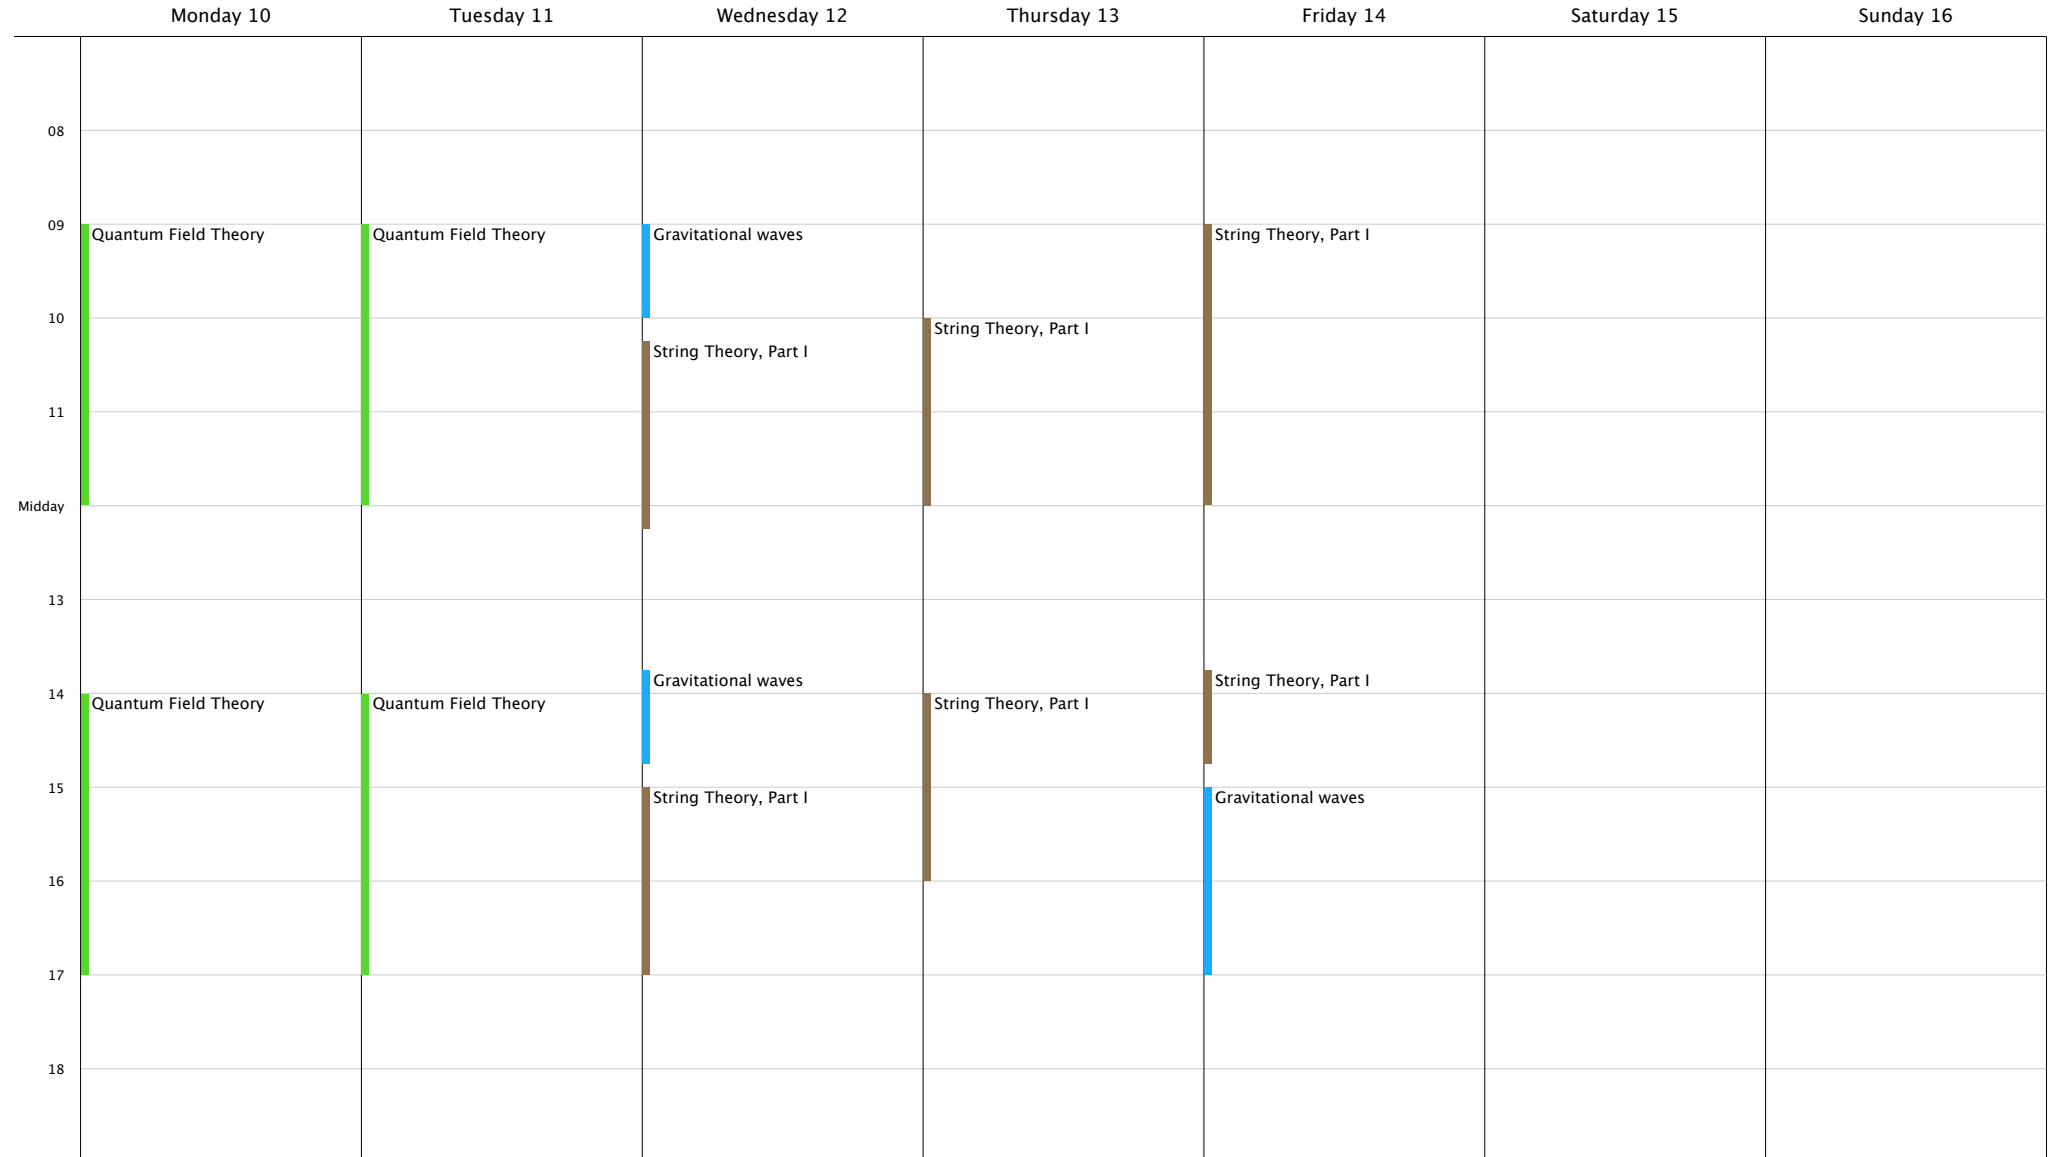 Monday 10
Tuesday 11
Wednesday 12
Thursday 13
Friday 14
Saturday 15
Sunday 16
08
09
Quantum Field Theory
Quantum Field Theory
Gravitational waves
String Theory, Part I
10
String Theory, Part I
String Theory, Part I
11
Midday
13
Gravitational waves
String Theory, Part I
14
Quantum Field Theory
Quantum Field Theory
String Theory, Part I
15
String Theory, Part I
Gravitational waves
16
17
18